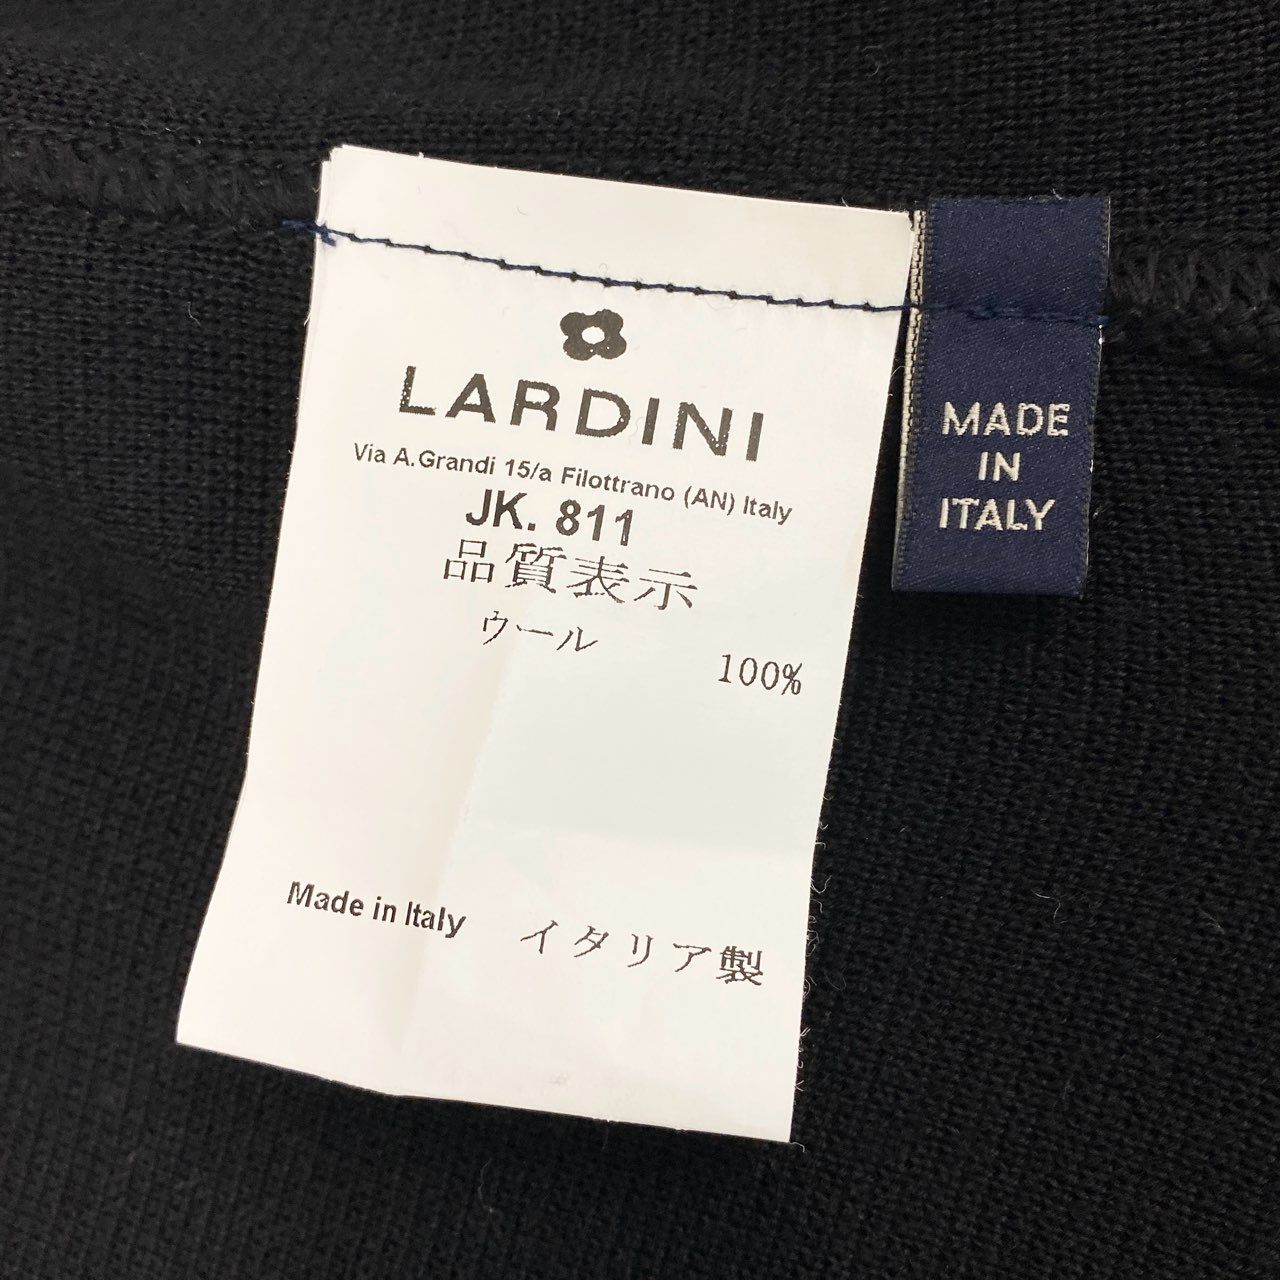 LARDINI
Via A.Grandi 15/a Filottrano (AN) Italy
JK. 811
品質表示
ウール 100%
Made in Italy イタリア製
MADE
IN
ITALY